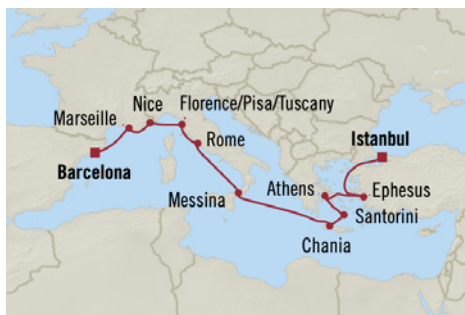 Nice
Florence/Pisa/Tuscany
Marseille
Rome
Istanbul
Barcelona
Athens
Ephesus
Messina
Santorini
Chania